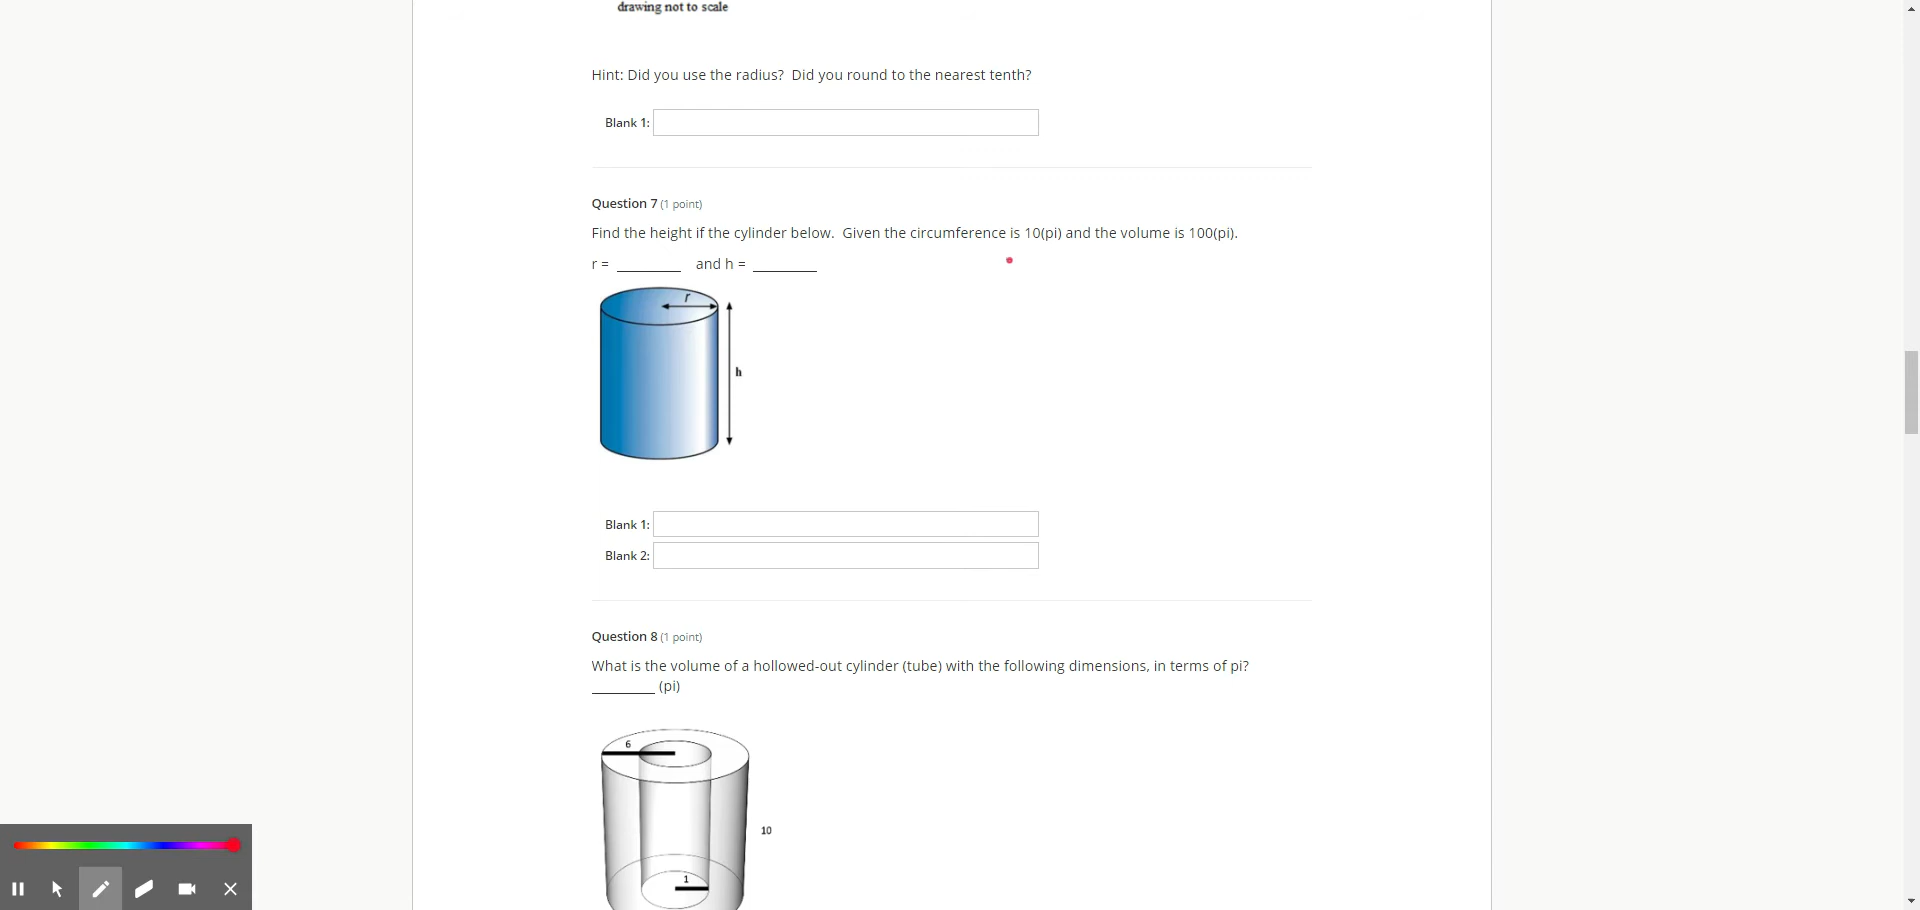 drawing not to scale
Hint: Did you use the radius?  Did you round to the nearest tenth?
Blank 1:
Question 7 (1 point)
Find the height if the cylinder below.  Given the circumference is 10(pi) and the volume is 100(pi).
r = ________ and h = ________
r
h
Blank 1:
Blank 2:
Question 8 (1 point)
What is the volume of a hollowed-out cylinder (tube) with the following dimensions, in terms of pi?
________ (pi)
6
10
1